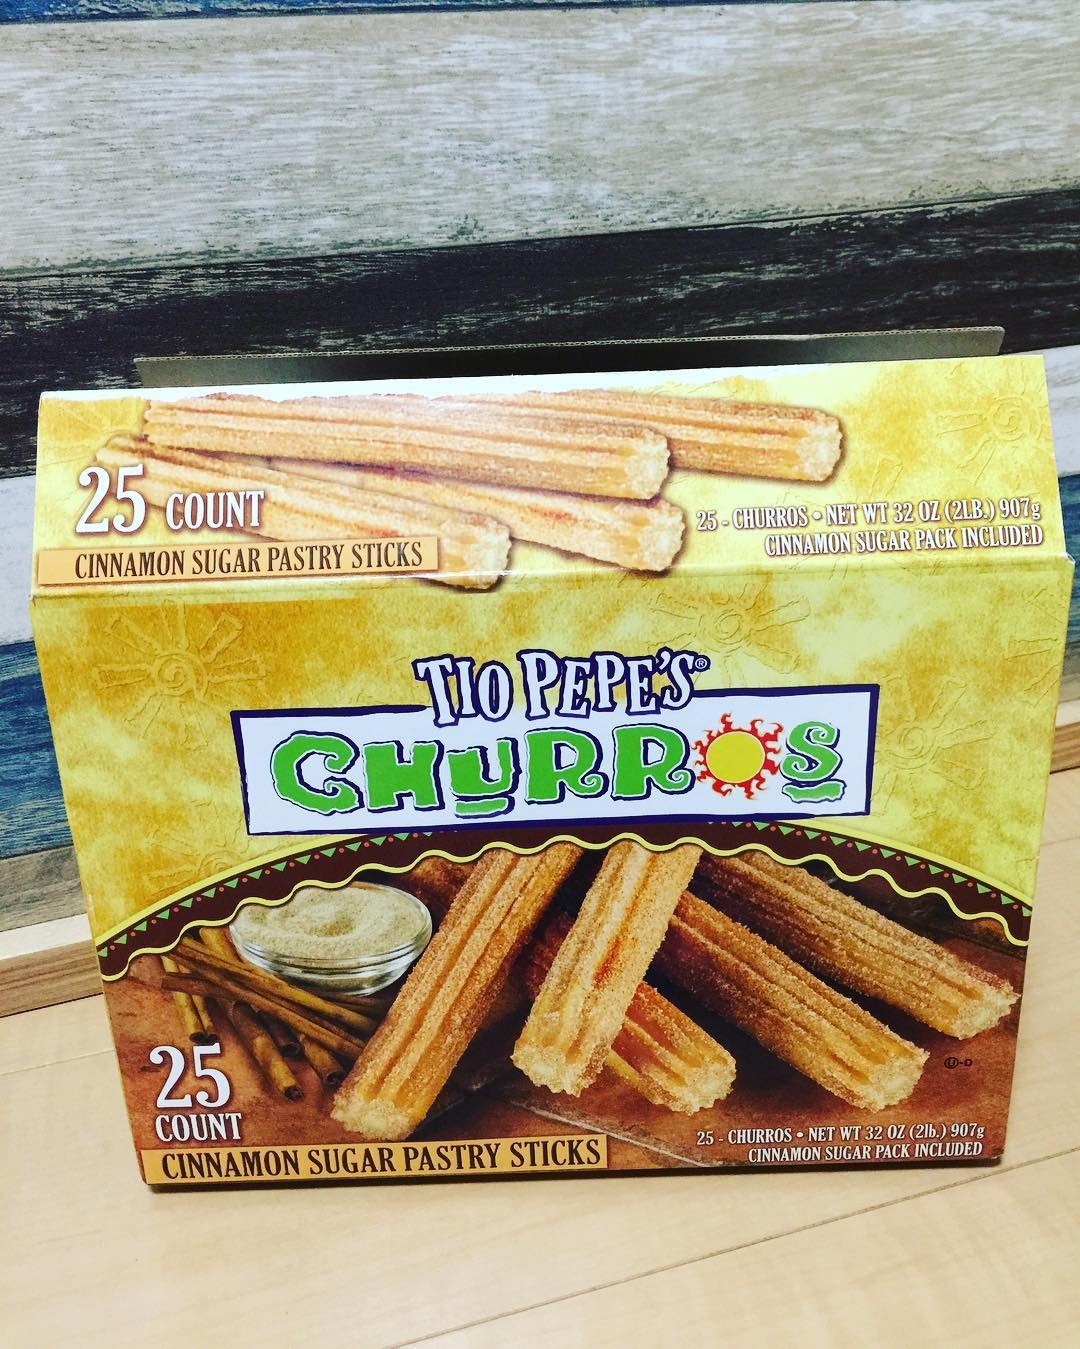 25 COUNT
CINNAMON SUGAR PASTRY STICKS
25 - CHURROS • NET WT 32 OZ (2LB.) 907g
CINNAMON SUGAR PACK INCLUDED
TIO PEPE'S®
CHURROS
25
COUNT
CINNAMON SUGAR PASTRY STICKS
U-D
25 - CHURROS • NET WT 32 OZ (2lb.) 907g
CINNAMON SUGAR PACK INCLUDED